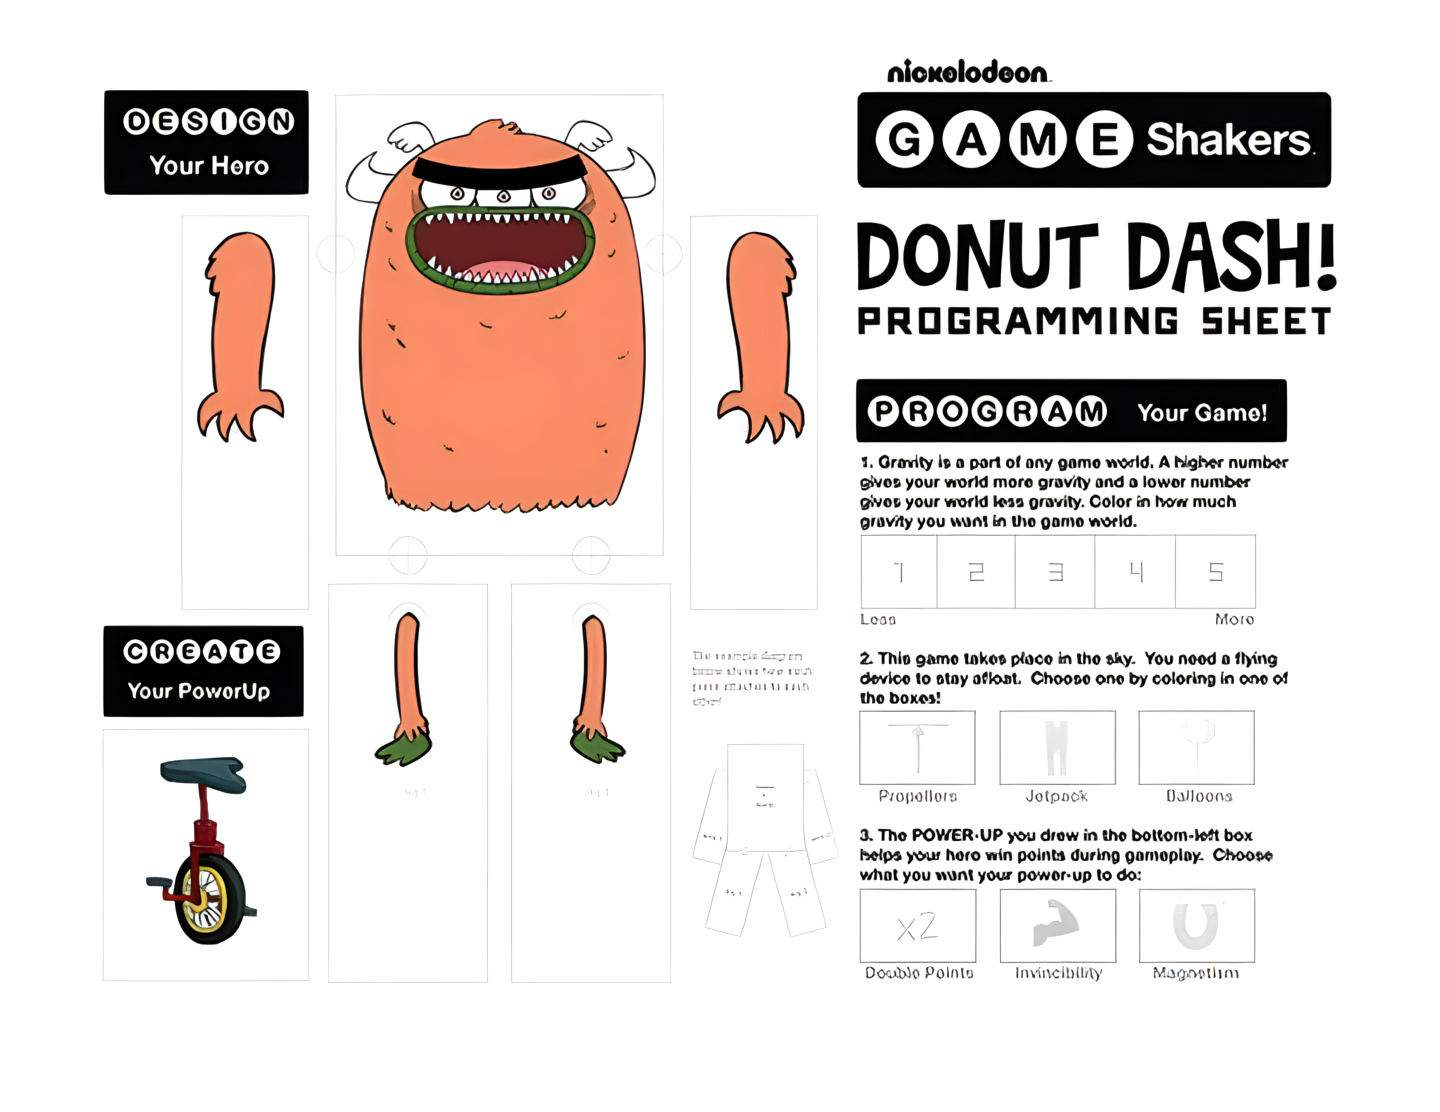 nickelodeon
GAME Shakers.
DONUT DASH!
PROGRAMMING SHEET
DESIGN
Your Hero
CREATE
Your PowerUp
PROGRAM Your Game!
1. Gravity is a part of any game world. A higher number
gives your world more gravity and a lower number
gives your world less gravity. Color in how much
gravity you want in the game world.
1 2 3 4 5
Less More
2. This game takes place in the sky. You need a flying
device to stay afloat. Choose one by coloring in one of
the boxes!
Propellers Jetpack Balloons
3. The POWER-UP you drew in the bottom-left box
helps your hero win points during gameplay. Choose
what you want your power-up to do:
x2
Double Points Invincibility Magnetism